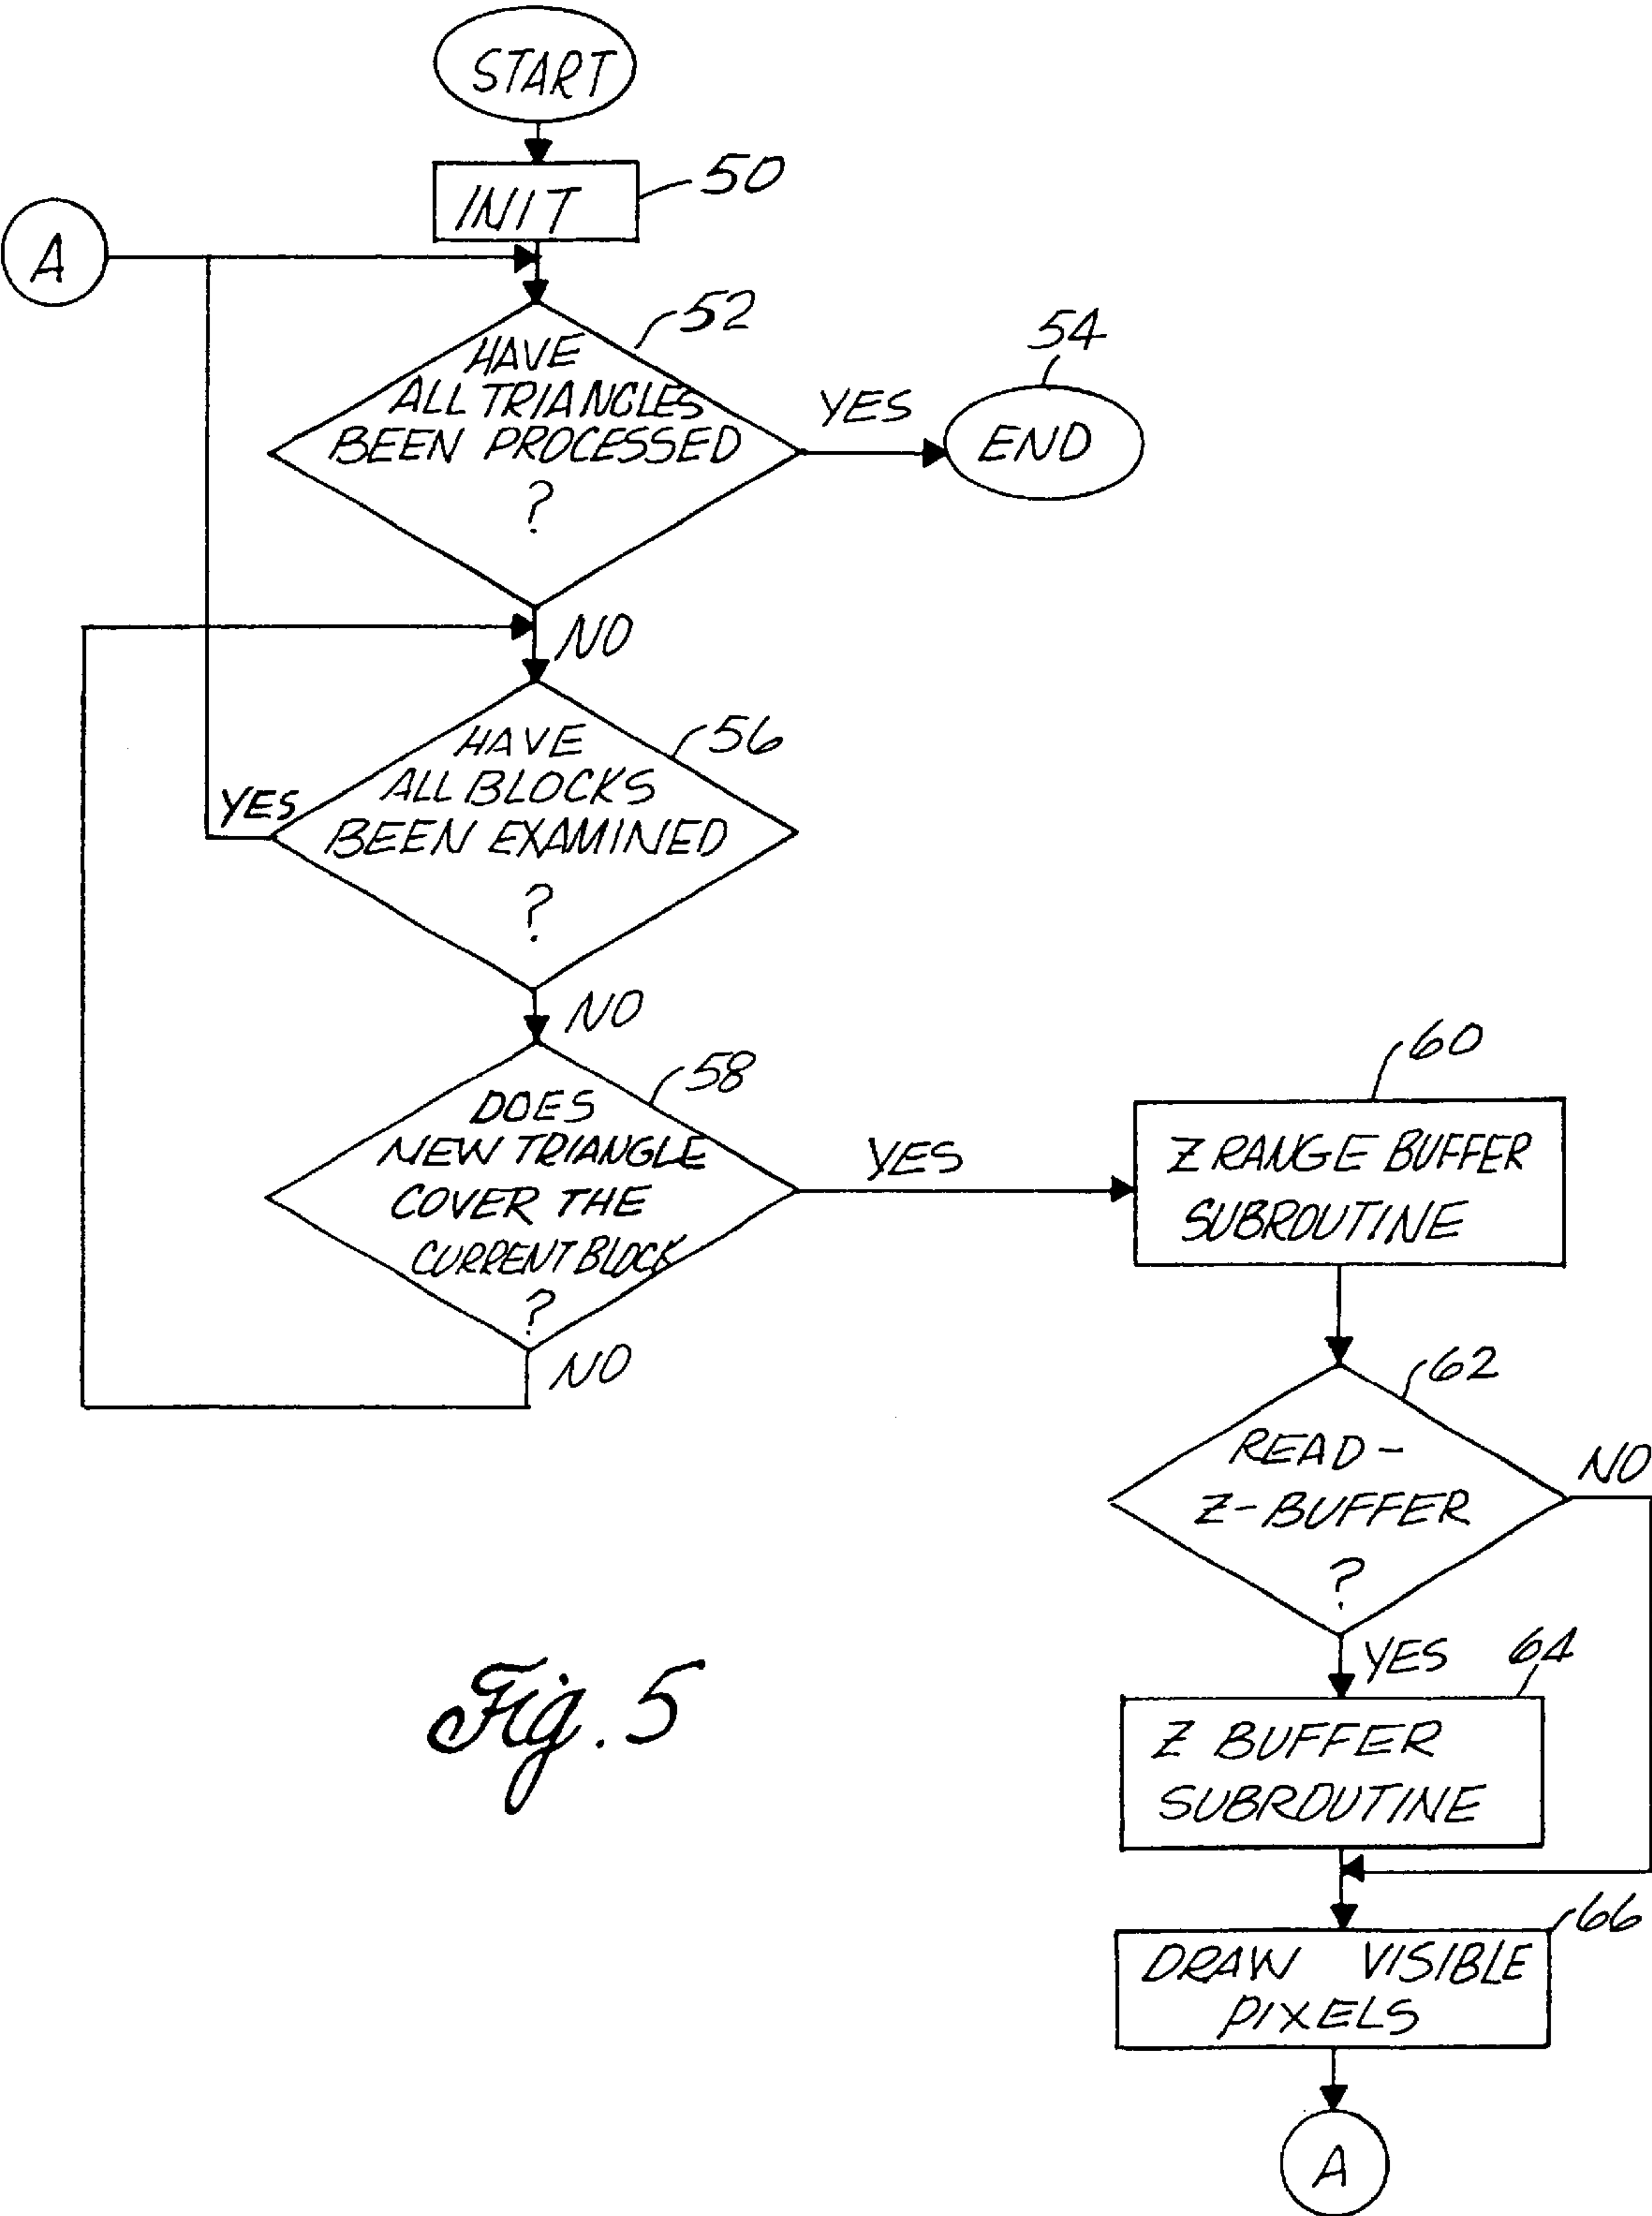 START
INIT
50
A
52
HAVE
ALL TRIANGLES
BEEN PROCESSED
?
YES
54
END
NO
56
HAVE
ALL BLOCKS
BEEN EXAMINED
?
YES
NO
58
DOES
NEW TRIANGLE
COVER THE
CURRENT BLOCK
?
YES
NO
60
Z RANGE BUFFER
SUBROUTINE
62
READ-
Z-BUFFER
?
NO
YES
64
Z BUFFER
SUBROUTINE
66
DRAW VISIBLE
PIXELS
A
Fig. 5